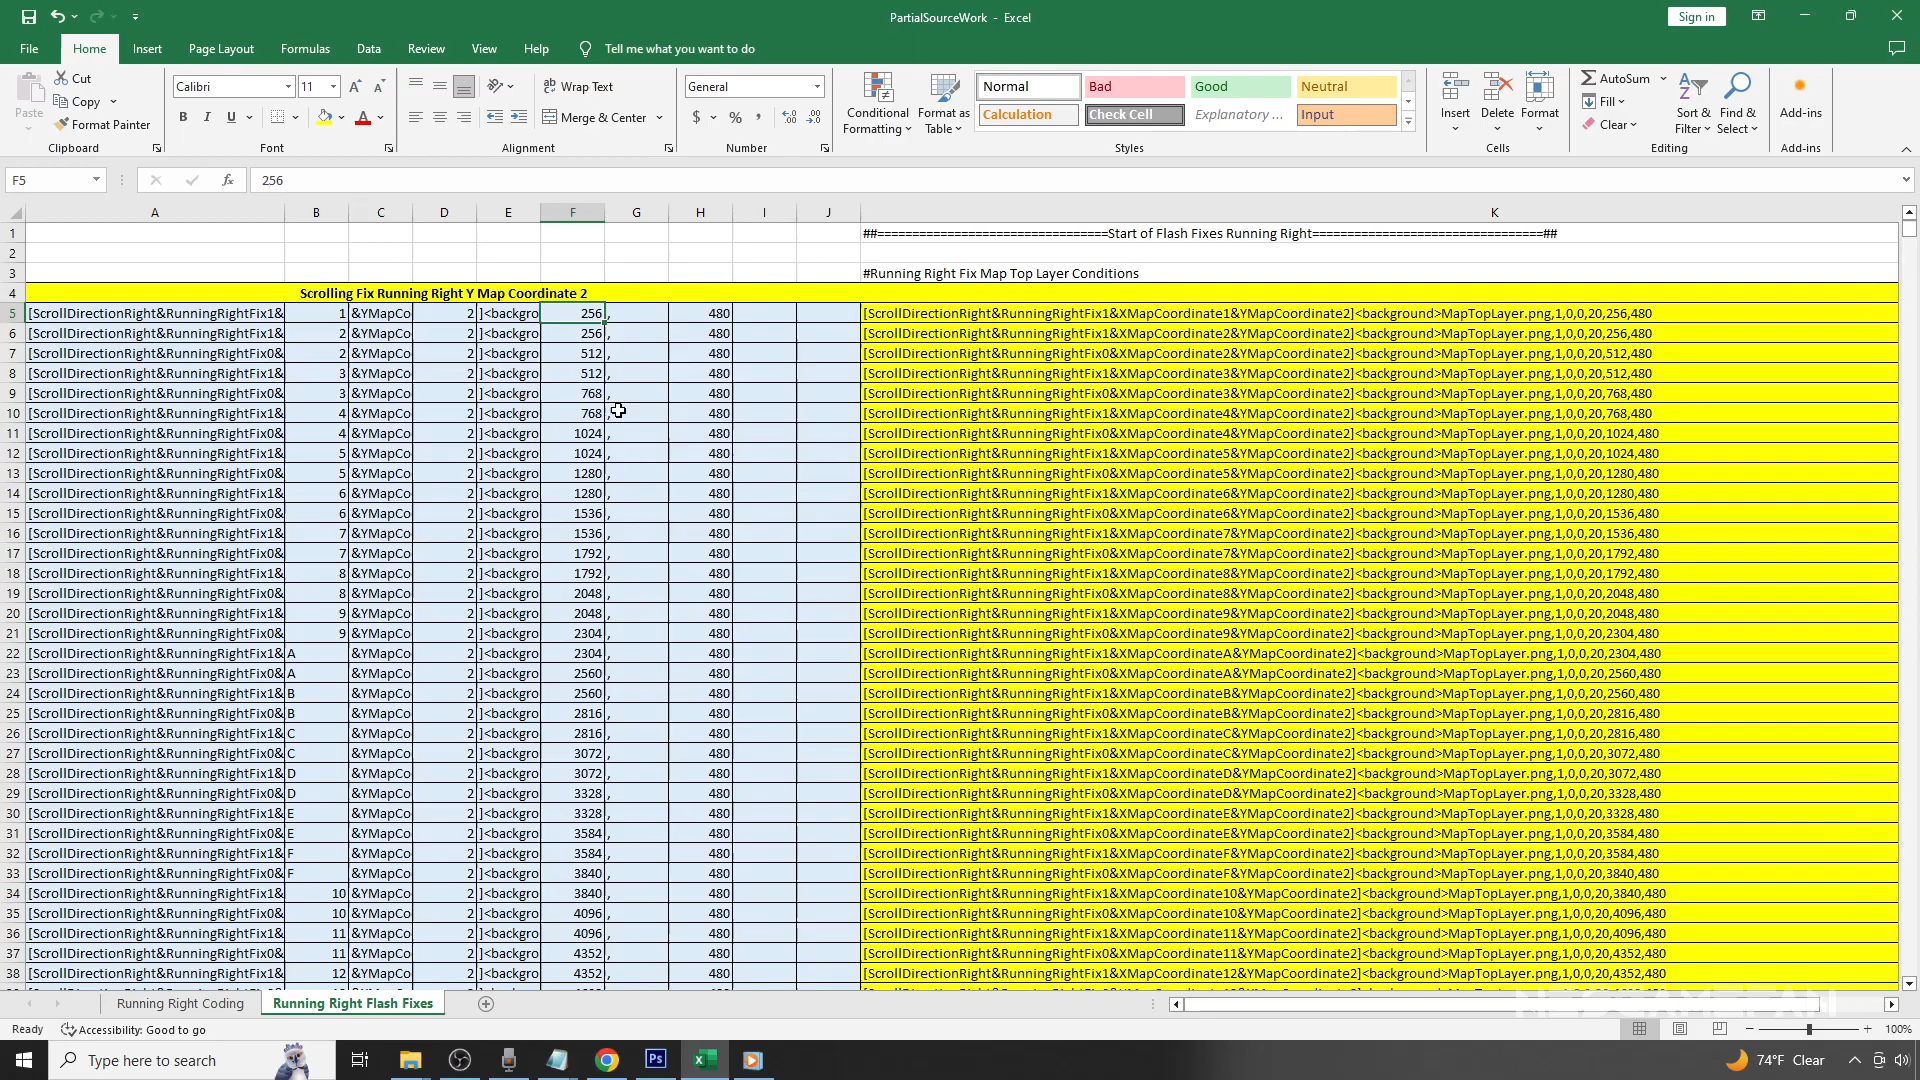 PartialSourceWork - Excel
Sign in
File Home Insert Page Layout Formulas Data Review View Help Tell me what you want to do
Paste Cut Copy Format Painter Clipboard
Calibri 11 B I U Font
Wrap Text Merge & Center Alignment
General $ % , Number
Conditional Formatting Format as Table
Normal Bad Good Neutral
Calculation Check Cell Explanatory ... Input
Styles
Insert Delete Format Cells
AutoSum Fill Clear Sort & Filter Find & Select Editing
Add-ins Add-ins
F5 fx 256
A B C D E F G H I J K
1 ##=================================Start of Flash Fixes Running Right=================================##
2
3 #Running Right Fix Map Top Layer Conditions
4 Scrolling Fix Running Right Y Map Coordinate 2
5 [ScrollDirectionRight&RunningRightFix1& 1 &YMapCo 2 ]<backgro 256 , 480 [ScrollDirectionRight&RunningRightFix1&XMapCoordinate1&YMapCoordinate2]<background>MapTopLayer.png,1,0,0,20,256,480
6 [ScrollDirectionRight&RunningRightFix1& 2 &YMapCo 2 ]<backgro 256 , 480 [ScrollDirectionRight&RunningRightFix1&XMapCoordinate2&YMapCoordinate2]<background>MapTopLayer.png,1,0,0,20,256,480
7 [ScrollDirectionRight&RunningRightFix0& 2 &YMapCo 2 ]<backgro 512 , 480 [ScrollDirectionRight&RunningRightFix0&XMapCoordinate2&YMapCoordinate2]<background>MapTopLayer.png,1,0,0,20,512,480
8 [ScrollDirectionRight&RunningRightFix1& 3 &YMapCo 2 ]<backgro 512 , 480 [ScrollDirectionRight&RunningRightFix1&XMapCoordinate3&YMapCoordinate2]<background>MapTopLayer.png,1,0,0,20,512,480
9 [ScrollDirectionRight&RunningRightFix0& 3 &YMapCo 2 ]<backgro 768 , 480 [ScrollDirectionRight&RunningRightFix0&XMapCoordinate3&YMapCoordinate2]<background>MapTopLayer.png,1,0,0,20,768,480
10 [ScrollDirectionRight&RunningRightFix1& 4 &YMapCo 2 ]<backgro 768 , 480 [ScrollDirectionRight&RunningRightFix1&XMapCoordinate4&YMapCoordinate2]<background>MapTopLayer.png,1,0,0,20,768,480
11 [ScrollDirectionRight&RunningRightFix0& 4 &YMapCo 2 ]<backgro 1024 , 480 [ScrollDirectionRight&RunningRightFix0&XMapCoordinate4&YMapCoordinate2]<background>MapTopLayer.png,1,0,0,20,1024,480
12 [ScrollDirectionRight&RunningRightFix1& 5 &YMapCo 2 ]<backgro 1024 , 480 [ScrollDirectionRight&RunningRightFix1&XMapCoordinate5&YMapCoordinate2]<background>MapTopLayer.png,1,0,0,20,1024,480
13 [ScrollDirectionRight&RunningRightFix0& 5 &YMapCo 2 ]<backgro 1280 , 480 [ScrollDirectionRight&RunningRightFix0&XMapCoordinate5&YMapCoordinate2]<background>MapTopLayer.png,1,0,0,20,1280,480
14 [ScrollDirectionRight&RunningRightFix1& 6 &YMapCo 2 ]<backgro 1280 , 480 [ScrollDirectionRight&RunningRightFix1&XMapCoordinate6&YMapCoordinate2]<background>MapTopLayer.png,1,0,0,20,1280,480
15 [ScrollDirectionRight&RunningRightFix0& 6 &YMapCo 2 ]<backgro 1536 , 480 [ScrollDirectionRight&RunningRightFix0&XMapCoordinate6&YMapCoordinate2]<background>MapTopLayer.png,1,0,0,20,1536,480
16 [ScrollDirectionRight&RunningRightFix1& 7 &YMapCo 2 ]<backgro 1536 , 480 [ScrollDirectionRight&RunningRightFix1&XMapCoordinate7&YMapCoordinate2]<background>MapTopLayer.png,1,0,0,20,1536,480
17 [ScrollDirectionRight&RunningRightFix0& 7 &YMapCo 2 ]<backgro 1792 , 480 [ScrollDirectionRight&RunningRightFix0&XMapCoordinate7&YMapCoordinate2]<background>MapTopLayer.png,1,0,0,20,1792,480
18 [ScrollDirectionRight&RunningRightFix1& 8 &YMapCo 2 ]<backgro 1792 , 480 [ScrollDirectionRight&RunningRightFix1&XMapCoordinate8&YMapCoordinate2]<background>MapTopLayer.png,1,0,0,20,1792,480
19 [ScrollDirectionRight&RunningRightFix0& 8 &YMapCo 2 ]<backgro 2048 , 480 [ScrollDirectionRight&RunningRightFix0&XMapCoordinate8&YMapCoordinate2]<background>MapTopLayer.png,1,0,0,20,2048,480
20 [ScrollDirectionRight&RunningRightFix1& 9 &YMapCo 2 ]<backgro 2048 , 480 [ScrollDirectionRight&RunningRightFix1&XMapCoordinate9&YMapCoordinate2]<background>MapTopLayer.png,1,0,0,20,2048,480
21 [ScrollDirectionRight&RunningRightFix0& 9 &YMapCo 2 ]<backgro 2304 , 480 [ScrollDirectionRight&RunningRightFix0&XMapCoordinate9&YMapCoordinate2]<background>MapTopLayer.png,1,0,0,20,2304,480
22 [ScrollDirectionRight&RunningRightFix1& A &YMapCo 2 ]<backgro 2304 , 480 [ScrollDirectionRight&RunningRightFix1&XMapCoordinateA&YMapCoordinate2]<background>MapTopLayer.png,1,0,0,20,2304,480
23 [ScrollDirectionRight&RunningRightFix0& A &YMapCo 2 ]<backgro 2560 , 480 [ScrollDirectionRight&RunningRightFix0&XMapCoordinateA&YMapCoordinate2]<background>MapTopLayer.png,1,0,0,20,2560,480
24 [ScrollDirectionRight&RunningRightFix1& B &YMapCo 2 ]<backgro 2560 , 480 [ScrollDirectionRight&RunningRightFix1&XMapCoordinateB&YMapCoordinate2]<background>MapTopLayer.png,1,0,0,20,2560,480
25 [ScrollDirectionRight&RunningRightFix0& B &YMapCo 2 ]<backgro 2816 , 480 [ScrollDirectionRight&RunningRightFix0&XMapCoordinateB&YMapCoordinate2]<background>MapTopLayer.png,1,0,0,20,2816,480
26 [ScrollDirectionRight&RunningRightFix1& C &YMapCo 2 ]<backgro 2816 , 480 [ScrollDirectionRight&RunningRightFix1&XMapCoordinateC&YMapCoordinate2]<background>MapTopLayer.png,1,0,0,20,2816,480
27 [ScrollDirectionRight&RunningRightFix0& C &YMapCo 2 ]<backgro 3072 , 480 [ScrollDirectionRight&RunningRightFix0&XMapCoordinateC&YMapCoordinate2]<background>MapTopLayer.png,1,0,0,20,3072,480
28 [ScrollDirectionRight&RunningRightFix1& D &YMapCo 2 ]<backgro 3072 , 480 [ScrollDirectionRight&RunningRightFix1&XMapCoordinateD&YMapCoordinate2]<background>MapTopLayer.png,1,0,0,20,3072,480
29 [ScrollDirectionRight&RunningRightFix0& D &YMapCo 2 ]<backgro 3328 , 480 [ScrollDirectionRight&RunningRightFix0&XMapCoordinateD&YMapCoordinate2]<background>MapTopLayer.png,1,0,0,20,3328,480
30 [ScrollDirectionRight&RunningRightFix1& E &YMapCo 2 ]<backgro 3328 , 480 [ScrollDirectionRight&RunningRightFix1&XMapCoordinateE&YMapCoordinate2]<background>MapTopLayer.png,1,0,0,20,3328,480
31 [ScrollDirectionRight&RunningRightFix0& E &YMapCo 2 ]<backgro 3584 , 480 [ScrollDirectionRight&RunningRightFix0&XMapCoordinateE&YMapCoordinate2]<background>MapTopLayer.png,1,0,0,20,3584,480
32 [ScrollDirectionRight&RunningRightFix1& F &YMapCo 2 ]<backgro 3584 , 480 [ScrollDirectionRight&RunningRightFix1&XMapCoordinateF&YMapCoordinate2]<background>MapTopLayer.png,1,0,0,20,3584,480
33 [ScrollDirectionRight&RunningRightFix0& F &YMapCo 2 ]<backgro 3840 , 480 [ScrollDirectionRight&RunningRightFix0&XMapCoordinateF&YMapCoordinate2]<background>MapTopLayer.png,1,0,0,20,3840,480
34 [ScrollDirectionRight&RunningRightFix1& 10 &YMapCo 2 ]<backgro 3840 , 480 [ScrollDirectionRight&RunningRightFix1&XMapCoordinate10&YMapCoordinate2]<background>MapTopLayer.png,1,0,0,20,3840,480
35 [ScrollDirectionRight&RunningRightFix0& 10 &YMapCo 2 ]<backgro 4096 , 480 [ScrollDirectionRight&RunningRightFix0&XMapCoordinate10&YMapCoordinate2]<background>MapTopLayer.png,1,0,0,20,4096,480
36 [ScrollDirectionRight&RunningRightFix1& 11 &YMapCo 2 ]<backgro 4096 , 480 [ScrollDirectionRight&RunningRightFix1&XMapCoordinate11&YMapCoordinate2]<background>MapTopLayer.png,1,0,0,20,4096,480
37 [ScrollDirectionRight&RunningRightFix0& 11 &YMapCo 2 ]<backgro 4352 , 480 [ScrollDirectionRight&RunningRightFix0&XMapCoordinate11&YMapCoordinate2]<background>MapTopLayer.png,1,0,0,20,4352,480
38 [ScrollDirectionRight&RunningRightFix1& 12 &YMapCo 2 ]<backgro 4352 , 480 [ScrollDirectionRight&RunningRightFix1&XMapCoordinate12&YMapCoordinate2]<background>MapTopLayer.png,1,0,0,20,4352,480
Running Right Coding Running Right Flash Fixes
Ready Accessibility: Good to go 100%
Type here to search Ps 74°F Clear